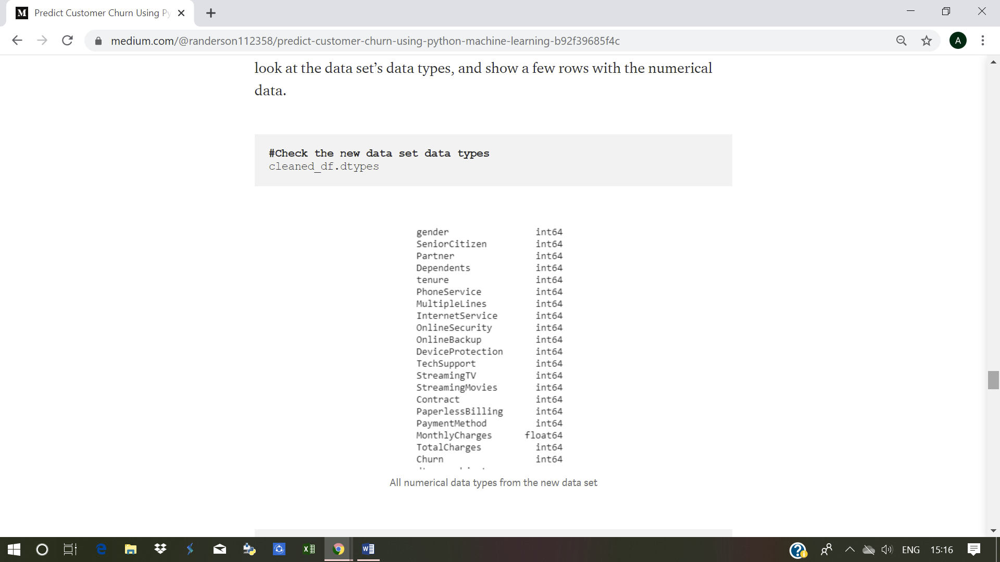 Predict Customer Churn Using Py
medium.com/@randerson112358/predict-customer-churn-using-python-machine-learning-b92f39685f4c
A
look at the data set’s data types, and show a few rows with the numerical
data.
#Check the new data set data types
cleaned_df.dtypes
gender int64
SeniorCitizen int64
Partner int64
Dependents int64
tenure int64
PhoneService int64
MultipleLines int64
InternetService int64
OnlineSecurity int64
OnlineBackup int64
DeviceProtection int64
TechSupport int64
StreamingTV int64
StreamingMovies int64
Contract int64
PaperlessBilling int64
PaymentMethod int64
MonthlyCharges float64
TotalCharges int64
Churn int64
All numerical data types from the new data set
ENG 15:16